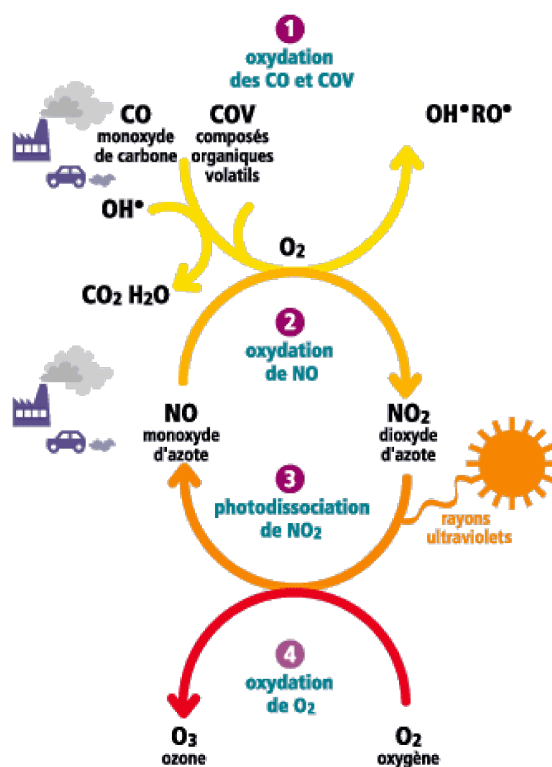 1
oxydation
des CO et COV
CO
monoxyde
de carbone
COV
composés
organiques
volatils
OH•RO•
OH•
O₂
CO₂ H₂O
2
oxydation
de NO
NO
monoxyde
d'azote
NO₂
dioxyde
d'azote
3
photodissociation
de NO₂
rayons
ultraviolets
4
oxydation
de O₂
O₃
ozone
O₂
oxygène